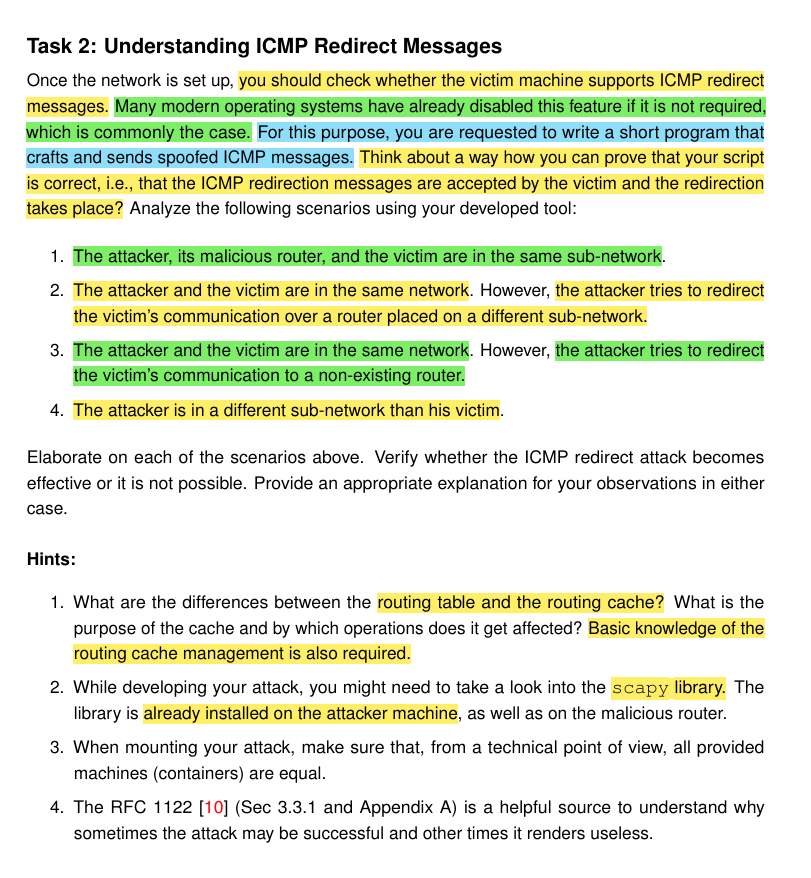 Task 2: Understanding ICMP Redirect Messages
Once the network is set up, you should check whether the victim machine supports ICMP redirect
messages. Many modern operating systems have already disabled this feature if it is not required,
which is commonly the case. For this purpose, you are requested to write a short program that
crafts and sends spoofed ICMP messages. Think about a way how you can prove that your script
is correct, i.e., that the ICMP redirection messages are accepted by the victim and the redirection
takes place? Analyze the following scenarios using your developed tool:
1. The attacker, its malicious router, and the victim are in the same sub-network.
2. The attacker and the victim are in the same network. However, the attacker tries to redirect
the victim's communication over a router placed on a different sub-network.
3. The attacker and the victim are in the same network. However, the attacker tries to redirect
the victim's communication to a non-existing router.
4. The attacker is in a different sub-network than his victim.
Elaborate on each of the scenarios above. Verify whether the ICMP redirect attack becomes
effective or it is not possible. Provide an appropriate explanation for your observations in either
case.
Hints:
1. What are the differences between the routing table and the routing cache? What is the
purpose of the cache and by which operations does it get affected? Basic knowledge of the
routing cache management is also required.
2. While developing your attack, you might need to take a look into the scapy library. The
library is already installed on the attacker machine, as well as on the malicious router.
3. When mounting your attack, make sure that, from a technical point of view, all provided
machines (containers) are equal.
4. The RFC 1122 [10] (Sec 3.3.1 and Appendix A) is a helpful source to understand why
sometimes the attack may be successful and other times it renders useless.